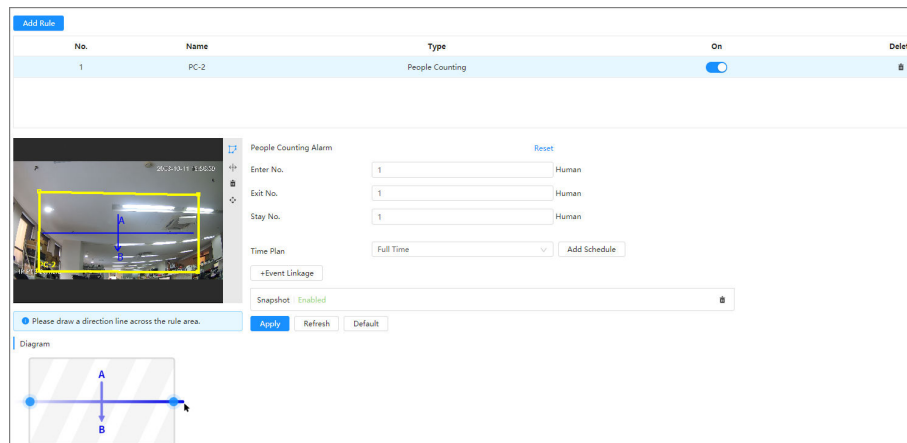 Add Rule
No. Name Type On Delet
1 PC-2 People Counting
People Counting Alarm Reset
Enter No. 1 Human
Exit No. 1 Human
Stay No. 1 Human
Time Plan Full Time Add Schedule
+Event Linkage
Snapshot Enabled
Apply Refresh Default
A
B
PC-2
Please draw a direction line across the rule area.
Diagram
A
B